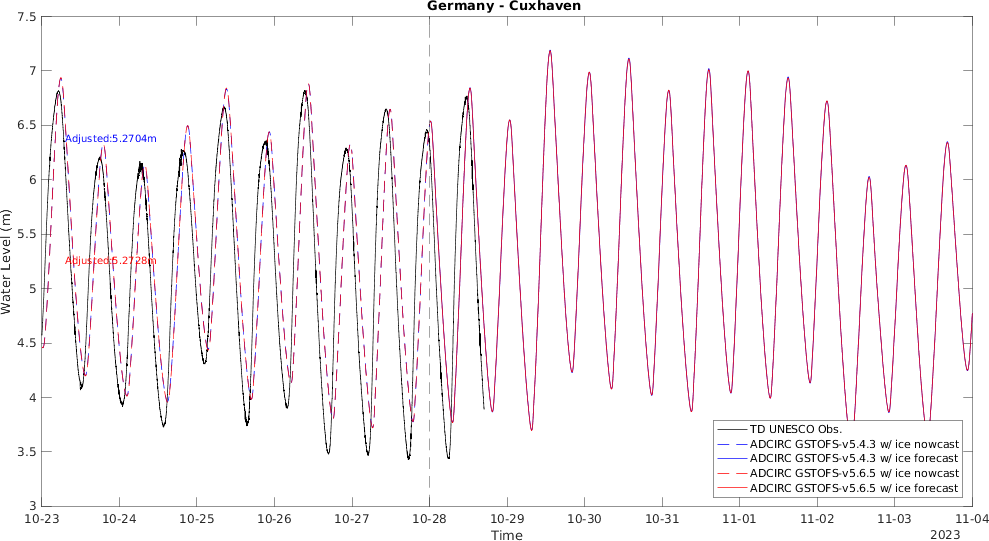 Germany - Cuxhaven
7.5
7
6.5
6
5.5
5
4.5
4
3.5
3
Water Level (m)
Adjusted:5.2704m
Adjusted:5.2728m
TD UNESCO Obs.
ADCIRC GSTOFS-v5.4.3 w/ ice nowcast
ADCIRC GSTOFS-v5.4.3 w/ ice forecast
ADCIRC GSTOFS-v5.6.5 w/ ice nowcast
ADCIRC GSTOFS-v5.6.5 w/ ice forecast
10-23 10-24 10-25 10-26 10-27 10-28 10-29 10-30 10-31 11-01 11-02 11-03 11-04
Time
2023